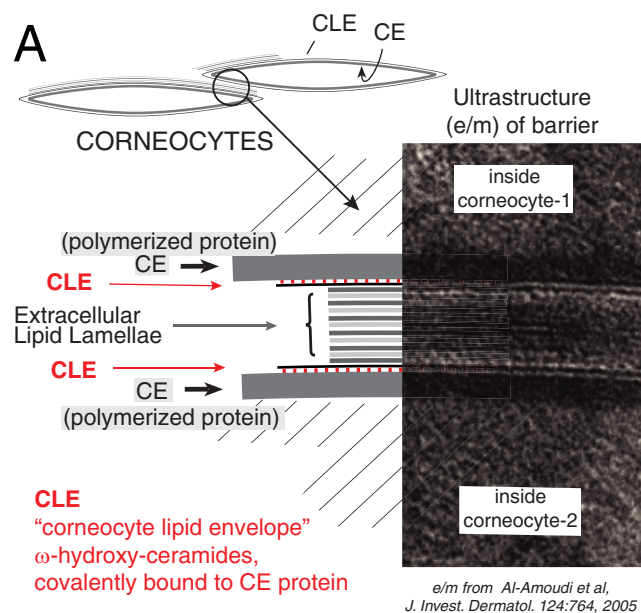 A
CLE
CE
CORNEOCYTES
Ultrastructure
(e/m) of barrier
inside
corneocyte-1
(polymerized protein)
CE
CLE
Extracellular
Lipid Lamellae
{
CLE
CE
(polymerized protein)
inside
corneocyte-2
CLE
“corneocyte lipid envelope”
ω-hydroxy-ceramides,
covalently bound to CE protein
e/m from Al-Amoudi et al,
J. Invest. Dermatol. 124:764, 2005